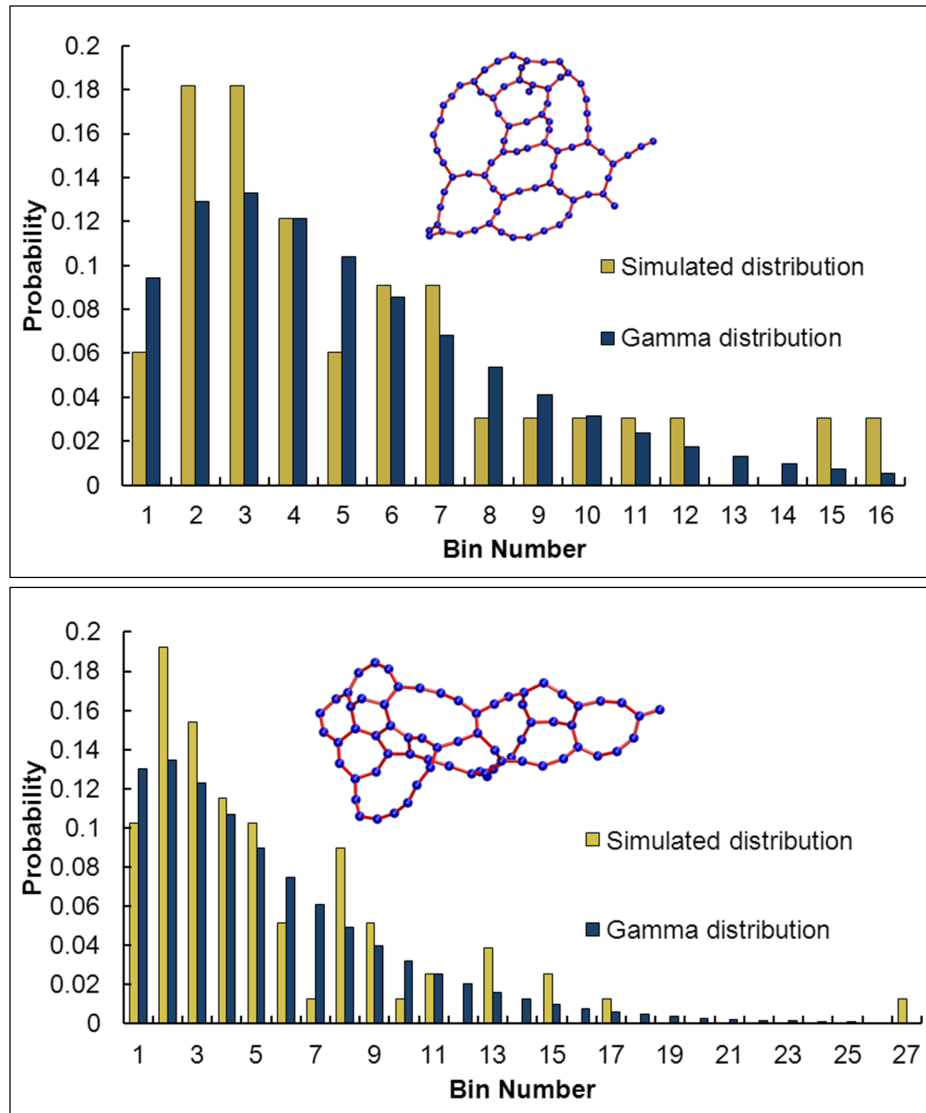 0.2
0.18
0.16
0.14
0.12
0.1
0.08
0.06
0.04
0.02
0
Probability
Simulated distribution
Gamma distribution
1 2 3 4 5 6 7 8 9 10 11 12 13 14 15 16
Bin Number
0.2
0.18
0.16
0.14
0.12
0.1
0.08
0.06
0.04
0.02
0
Probability
Simulated distribution
Gamma distribution
1 3 5 7 9 11 13 15 17 19 21 23 25 27
Bin Number